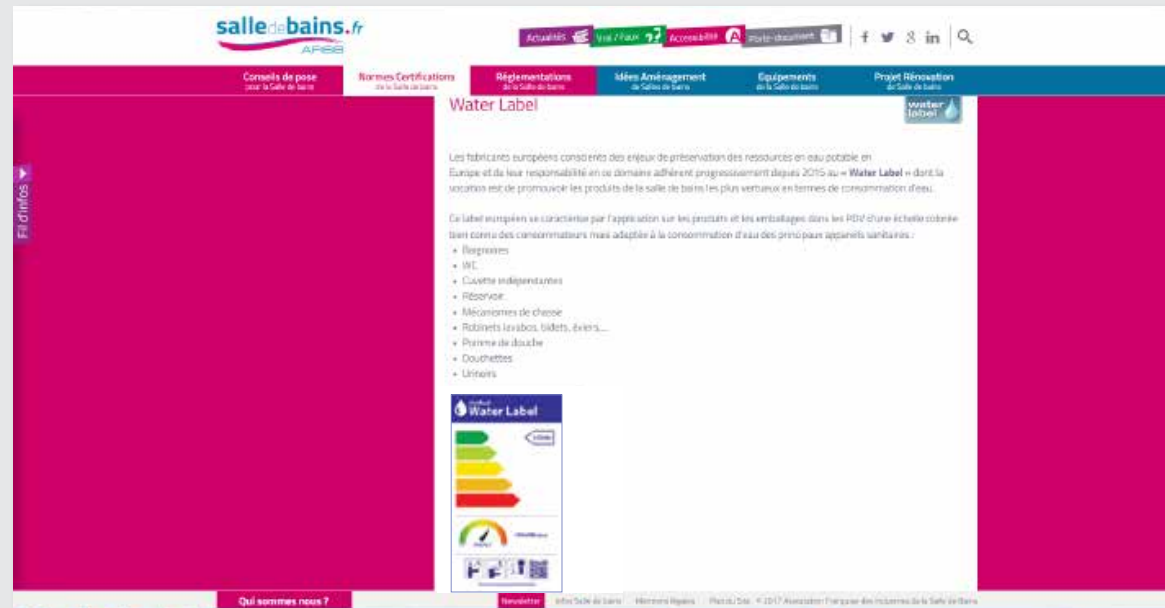 salledebains.fr
AFISB
Actualités
Vrai / Faux
Accessibilité
Porte-document
Conseils de pose
pour la Salle de bains
Normes Certifications
de la Salle de bains
Réglementations
de la Salle de bains
Idées Aménagement
de Salles de bains
Equipements
de la Salle de bains
Projet Rénovation
de Salle de bains
Fil d'infos
Water Label
water
label
Les fabricants européens conscients des enjeux de préservation des ressources en eau potable en
Europe et de leur responsabilité en ce domaine adhèrent progressivement depuis 2015 au « Water Label » dont la
vocation est de promouvoir les produits de la salle de bains les plus vertueux en termes de consommation d'eau.
Ce label européen se caractérise par l'application sur les produits et les emballages dans les PDV d'une échelle colorée
bien connu des consommateurs mais adaptée à la consommation d'eau des principaux appareils sanitaires :
• Baignoires
• WC
• Cuvette indépendantes
• Réservoir
• Mécanismes de chasse
• Robinets lavabos, bidets, éviers...
• Pomme de douche
• Douchettes
• Urinoirs
Water Label
Qui sommes nous ?
Newsletter
Infos Salle de bains
Mentions légales
Plan du Site
© 2017 Association Française des Industries de la Salle de Bains